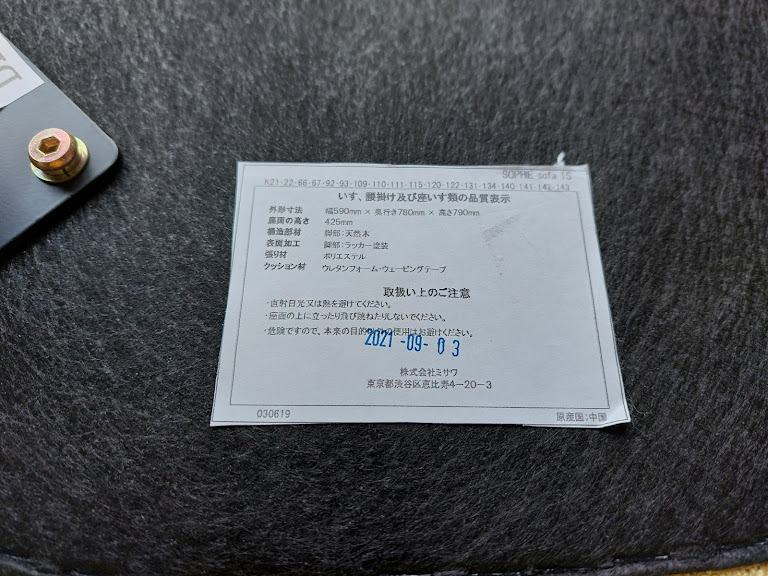 SOPHIE sofa 1S
K21-22-66-67-92-93-109-110-111-115-120-122-131-134-140-141-142-143
いす、腰掛け及び座いす類の品質表示
外形寸法 幅590mm × 奥行き780mm × 高さ790mm
座面の高さ 425mm
構造部材 脚部:天然木
表面加工 脚部:ラッカー塗装
張り材 ポリエステル
クッション材 ウレタンフォーム・ウェービングテープ
取扱い上のご注意
・直射日光又は熱を避けてください。
・座面の上に立ったり飛び跳ねたりしないでください。
・危険ですので、本来の目的以外の使用はお避けください。
2021-09-03
株式会社ミサワ
東京都渋谷区恵比寿4-20-3
030619 原産国:中国